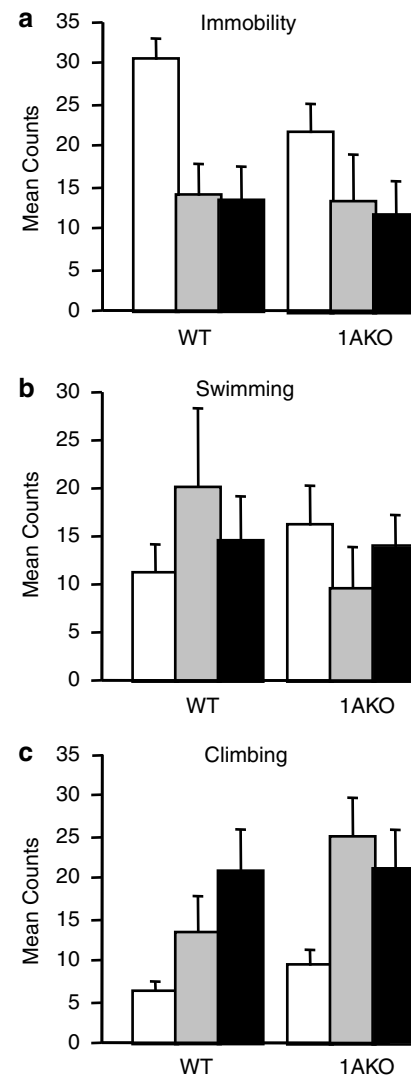 a
Immobility
Mean Counts
35
30
25
20
15
10
5
0
WT 1AKO
b
Swimming
Mean Counts
30
25
20
15
10
5
0
WT 1AKO
c
Climbing
Mean Counts
35
30
25
20
15
10
5
0
WT 1AKO